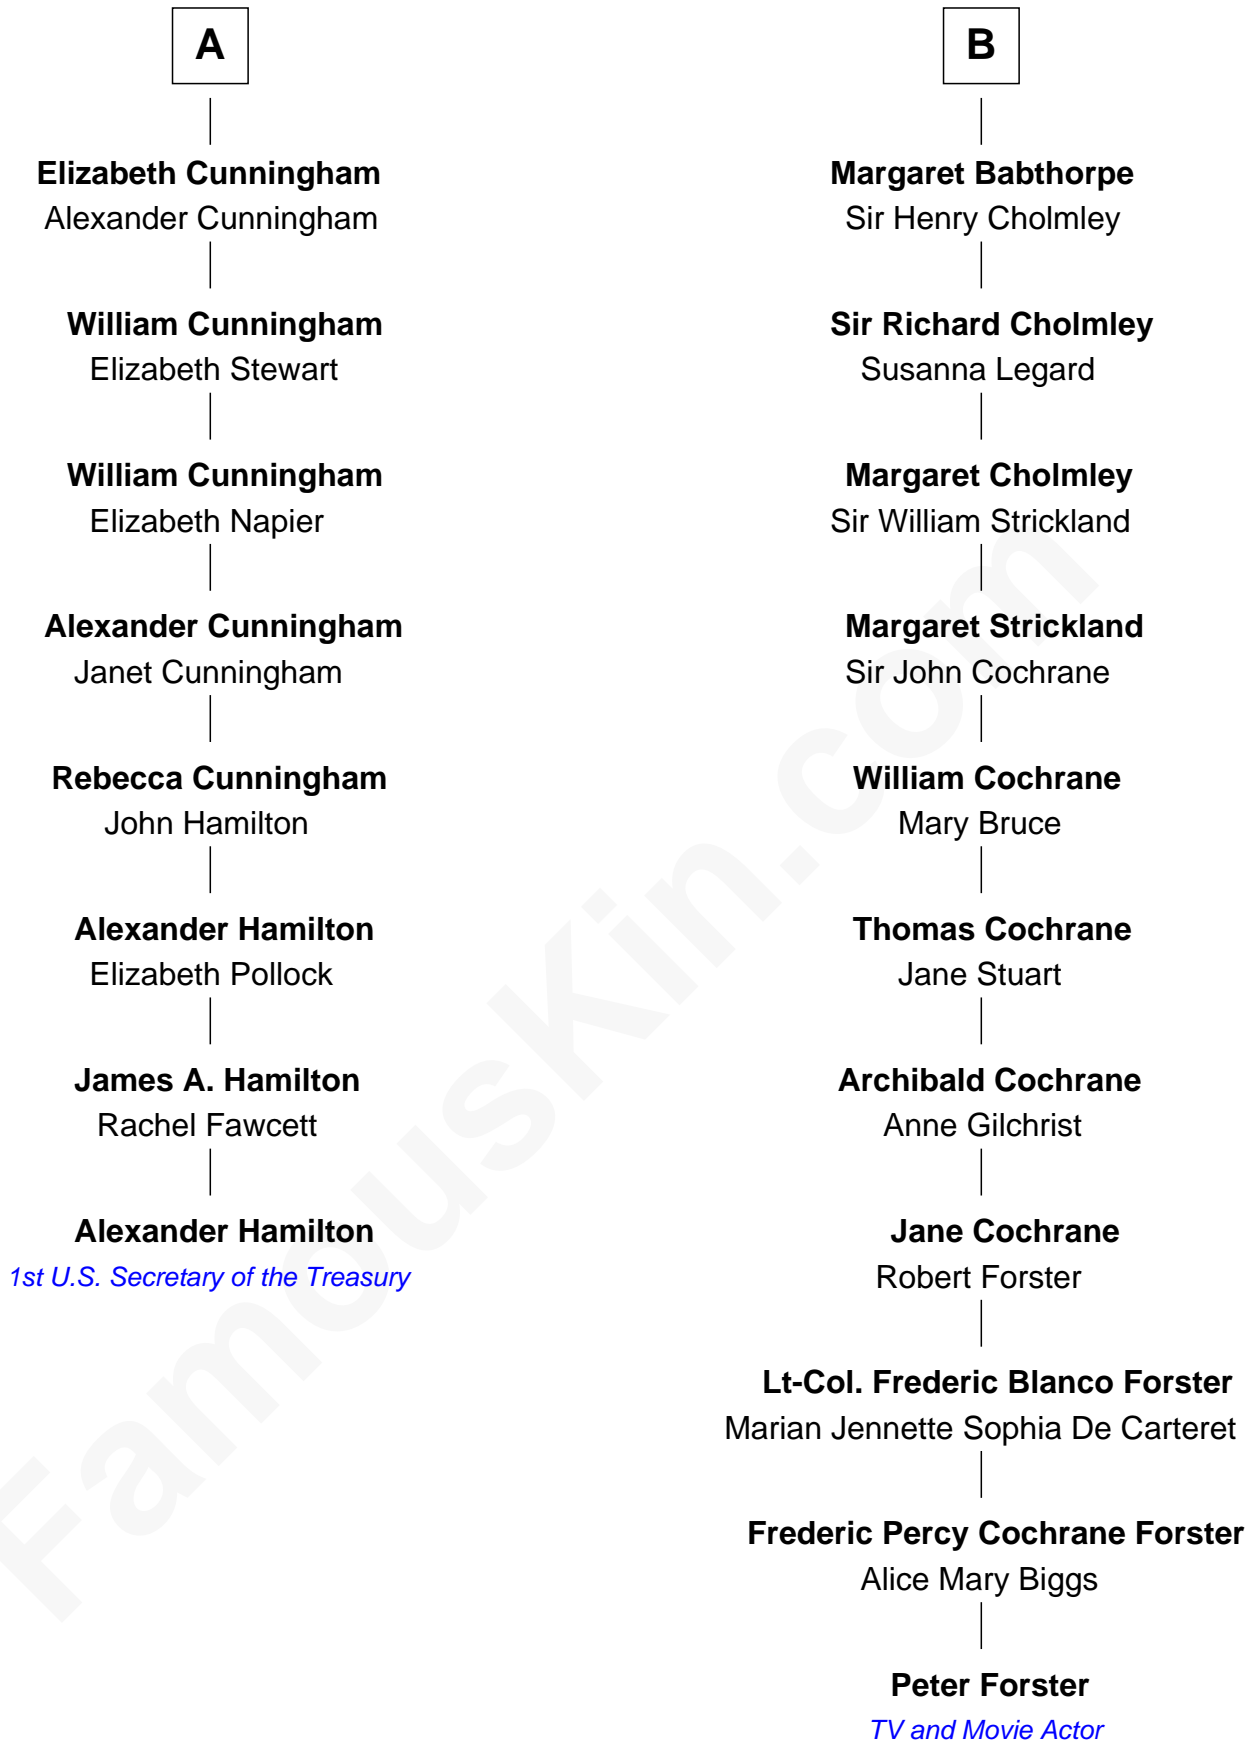 A
Elizabeth Cunningham
Alexander Cunningham
William Cunningham
Elizabeth Stewart
William Cunningham
Elizabeth Napier
Alexander Cunningham
Janet Cunningham
Rebecca Cunningham
John Hamilton
Alexander Hamilton
Elizabeth Pollock
James A. Hamilton
Rachel Fawcett
Alexander Hamilton
1st U.S. Secretary of the Treasury
B
Margaret Babthorpe
Sir Henry Cholmley
Sir Richard Cholmley
Susanna Legard
Margaret Cholmley
Sir William Strickland
Margaret Strickland
Sir John Cochrane
William Cochrane
Mary Bruce
Thomas Cochrane
Jane Stuart
Archibald Cochrane
Anne Gilchrist
Jane Cochrane
Robert Forster
Lt-Col. Frederic Blanco Forster
Marian Jennette Sophia De Carteret
Frederic Percy Cochrane Forster
Alice Mary Biggs
Peter Forster
TV and Movie Actor
FamousKin.com